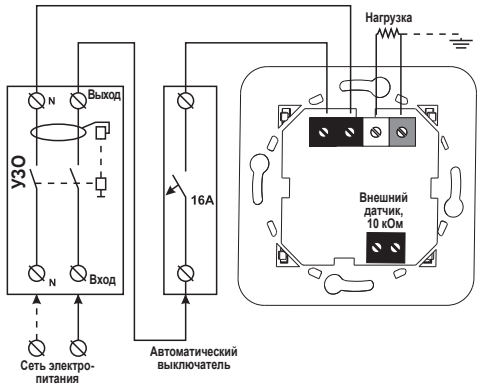 Нагрузка
N
Выход
УЗО
16A
Внешний
датчик,
10 кОм
N
Вход
Сеть электро-
питания
Автоматический
выключатель